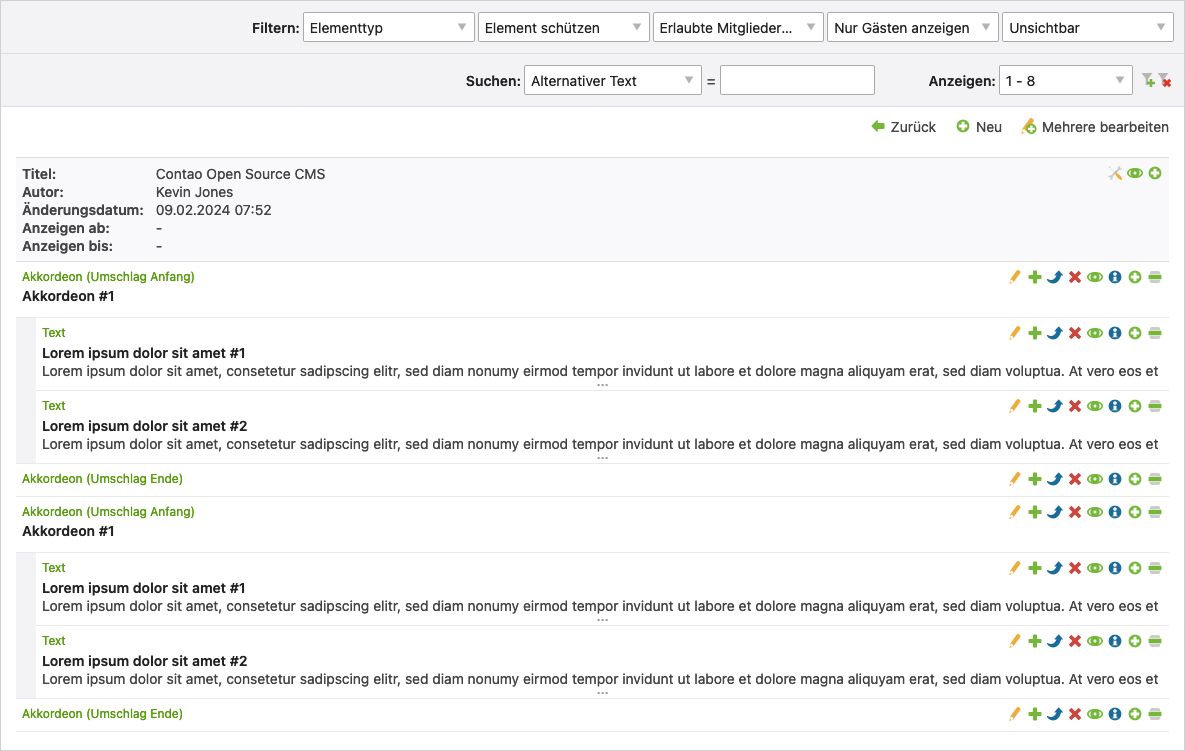 Filtern: Elementtyp Element schützen Erlaubte Mitglieder... Nur Gästen anzeigen Unsichtbar
Suchen: Alternativer Text = Anzeigen: 1 - 8
Zurück Neu Mehrere bearbeiten
Titel: Contao Open Source CMS
Autor: Kevin Jones
Änderungsdatum: 09.02.2024 07:52
Anzeigen ab: -
Anzeigen bis: -
Akkordeon (Umschlag Anfang)
Akkordeon #1
Text
Lorem ipsum dolor sit amet #1
Lorem ipsum dolor sit amet, consetetur sadipscing elitr, sed diam nonumy eirmod tempor invidunt ut labore et dolore magna aliquyam erat, sed diam voluptua. At vero eos et
...
Text
Lorem ipsum dolor sit amet #2
Lorem ipsum dolor sit amet, consetetur sadipscing elitr, sed diam nonumy eirmod tempor invidunt ut labore et dolore magna aliquyam erat, sed diam voluptua. At vero eos et
...
Akkordeon (Umschlag Ende)
Akkordeon (Umschlag Anfang)
Akkordeon #1
Text
Lorem ipsum dolor sit amet #1
Lorem ipsum dolor sit amet, consetetur sadipscing elitr, sed diam nonumy eirmod tempor invidunt ut labore et dolore magna aliquyam erat, sed diam voluptua. At vero eos et
...
Text
Lorem ipsum dolor sit amet #2
Lorem ipsum dolor sit amet, consetetur sadipscing elitr, sed diam nonumy eirmod tempor invidunt ut labore et dolore magna aliquyam erat, sed diam voluptua. At vero eos et
...
Akkordeon (Umschlag Ende)